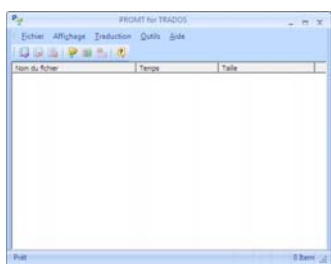 PROMT for TRADOS
Fichier Affichage Traduction Outils Aide
Nom du fichier Temps Taille
Prêt 0 Item